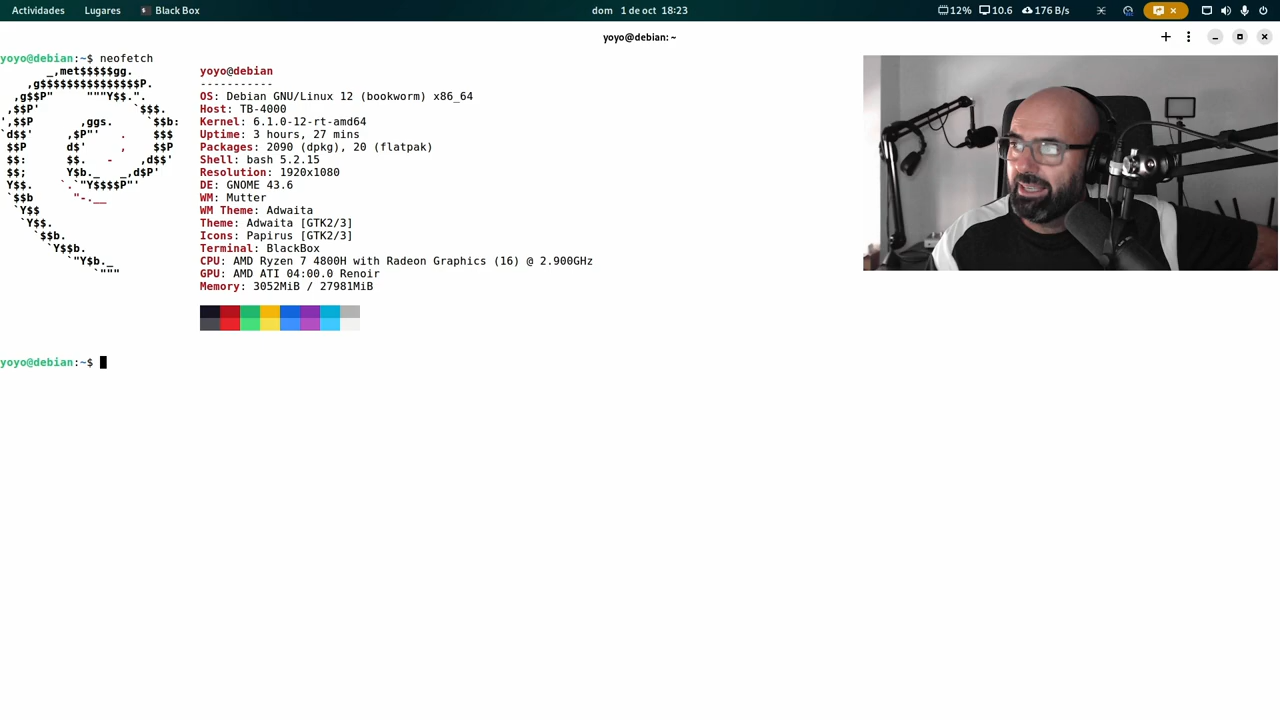 Actividades Lugares Black Box dom 1 de oct 18:23 12% 10.6 176 B/s
yoyo@debian: ~
yoyo@debian:~$ neofetch
       _,met$$$$$gg.
    ,g$$$$$$$$$$$$$$$P.
  ,g$$P"     """Y$$.".
 ,$$P'              `$$$.
',$$P       ,ggs.     `$$b:
`d$$'     ,$P"'   .    $$$
 $$P      d$'     ,    $$P
 $$:      $$.   -    ,d$$'
 $$;      Y$b._   _,d$P'
 Y$$.    `.`"Y$$$$P"'
 `$$b      "-.__
  `Y$$
   `Y$$.
     `$$b.
       `Y$$b.
          `"Y$b._
              `"""
yoyo@debian
-----------
OS: Debian GNU/Linux 12 (bookworm) x86_64
Host: TB-4000
Kernel: 6.1.0-12-rt-amd64
Uptime: 3 hours, 27 mins
Packages: 2090 (dpkg), 20 (flatpak)
Shell: bash 5.2.15
Resolution: 1920x1080
DE: GNOME 43.6
WM: Mutter
WM Theme: Adwaita
Theme: Adwaita [GTK2/3]
Icons: Papirus [GTK2/3]
Terminal: BlackBox
CPU: AMD Ryzen 7 4800H with Radeon Graphics (16) @ 2.900GHz
GPU: AMD ATI 04:00.0 Renoir
Memory: 3052MiB / 27981MiB
yoyo@debian:~$